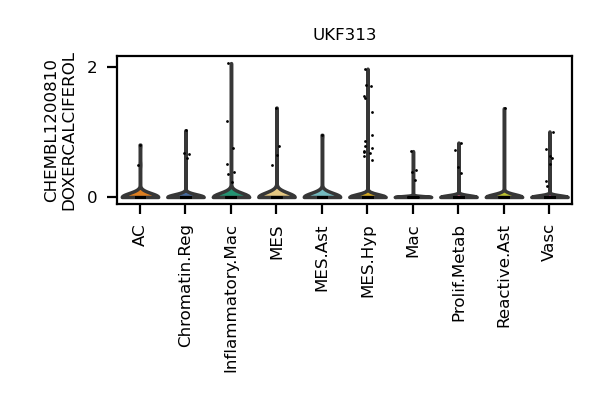 UKF313
CHEMBL1200810
DOXERCALCIFEROL
2
0
AC
Chromatin.Reg
Inflammatory.Mac
MES
MES.Ast
MES.Hyp
Mac
Prolif.Metab
Reactive.Ast
Vasc